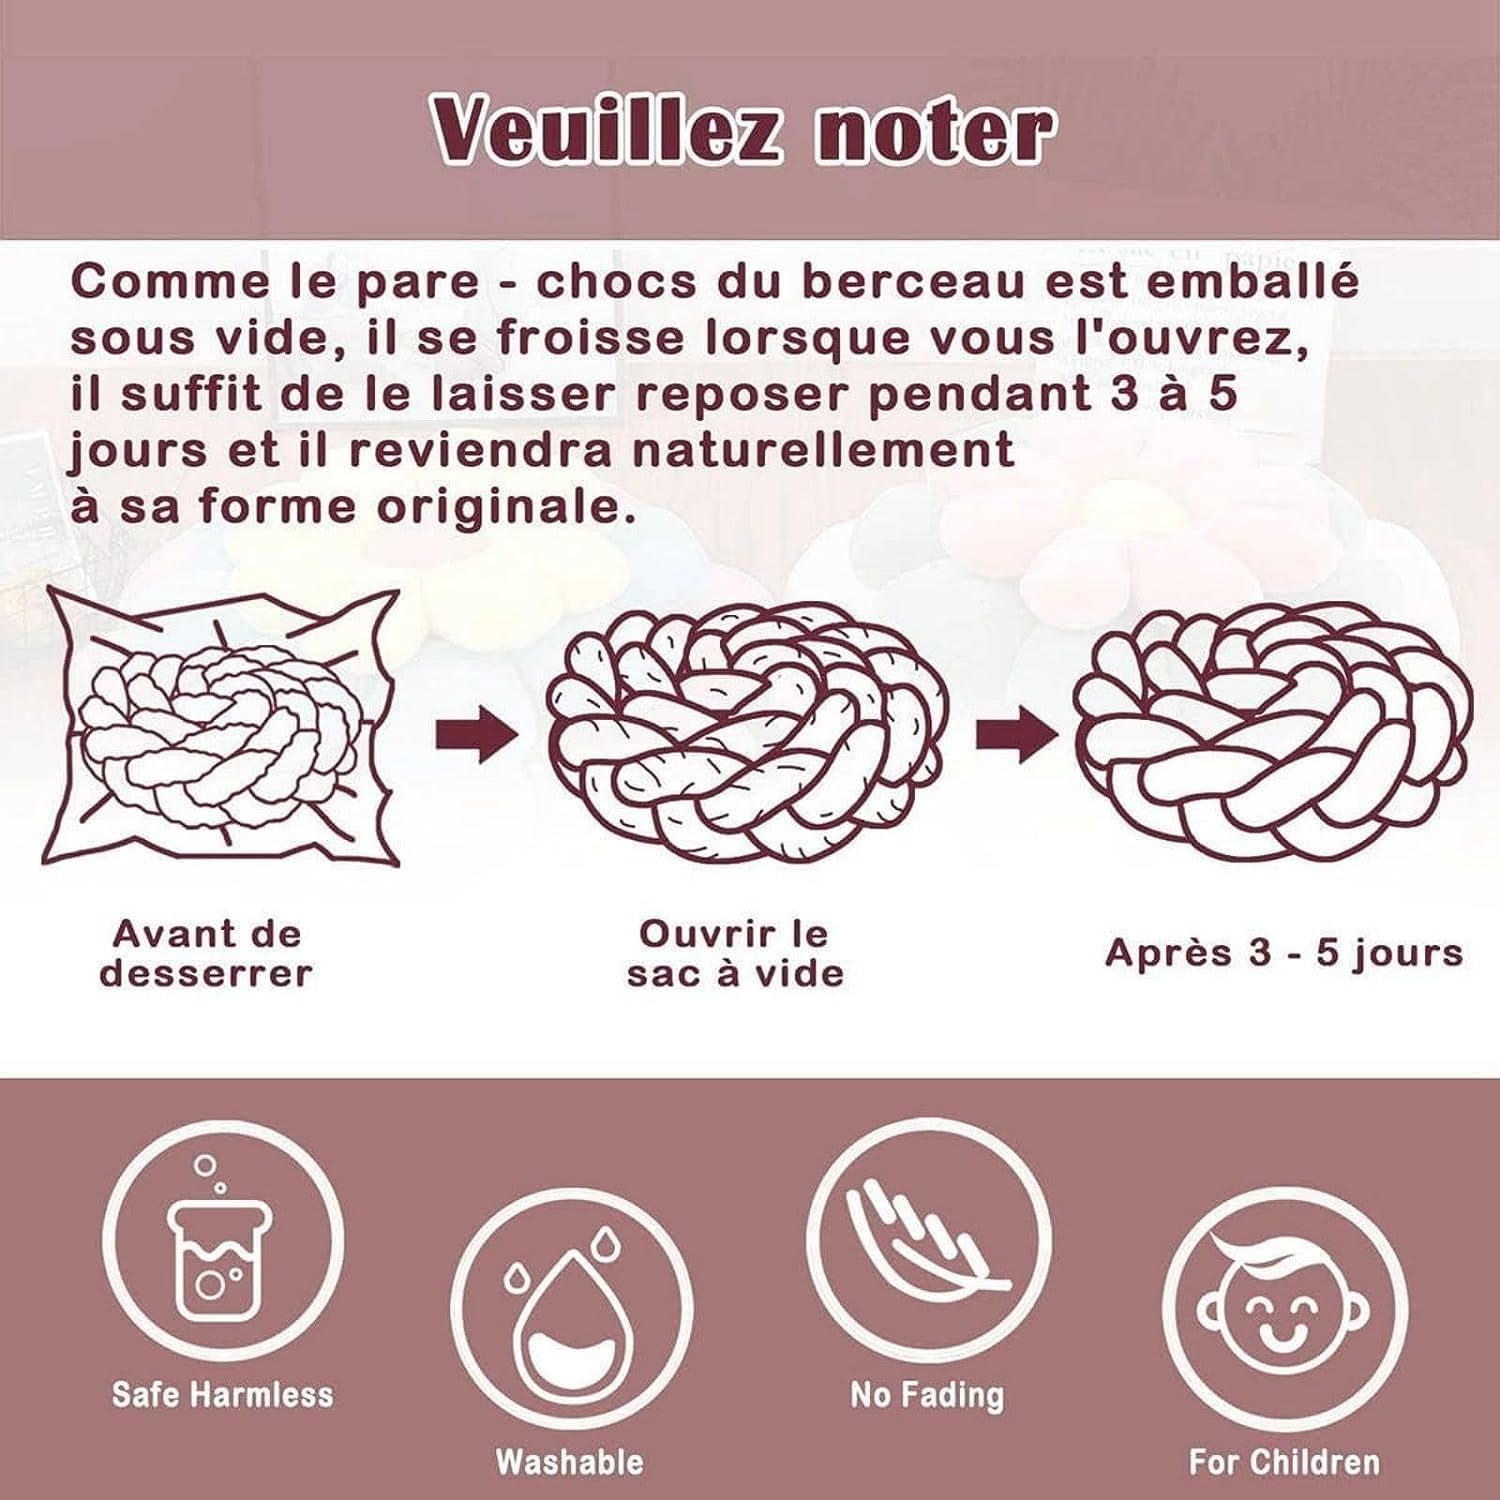 Veuillez noter
Comme le pare - chocs du berceau est emballé
sous vide, il se froisse lorsque vous l'ouvrez,
il suffit de le laisser reposer pendant 3 à 5
jours et il reviendra naturellement
à sa forme originale.
Avant de
desserrer
Ouvrir le
sac à vide
Après 3 - 5 jours
Safe Harmless
Washable
No Fading
For Children